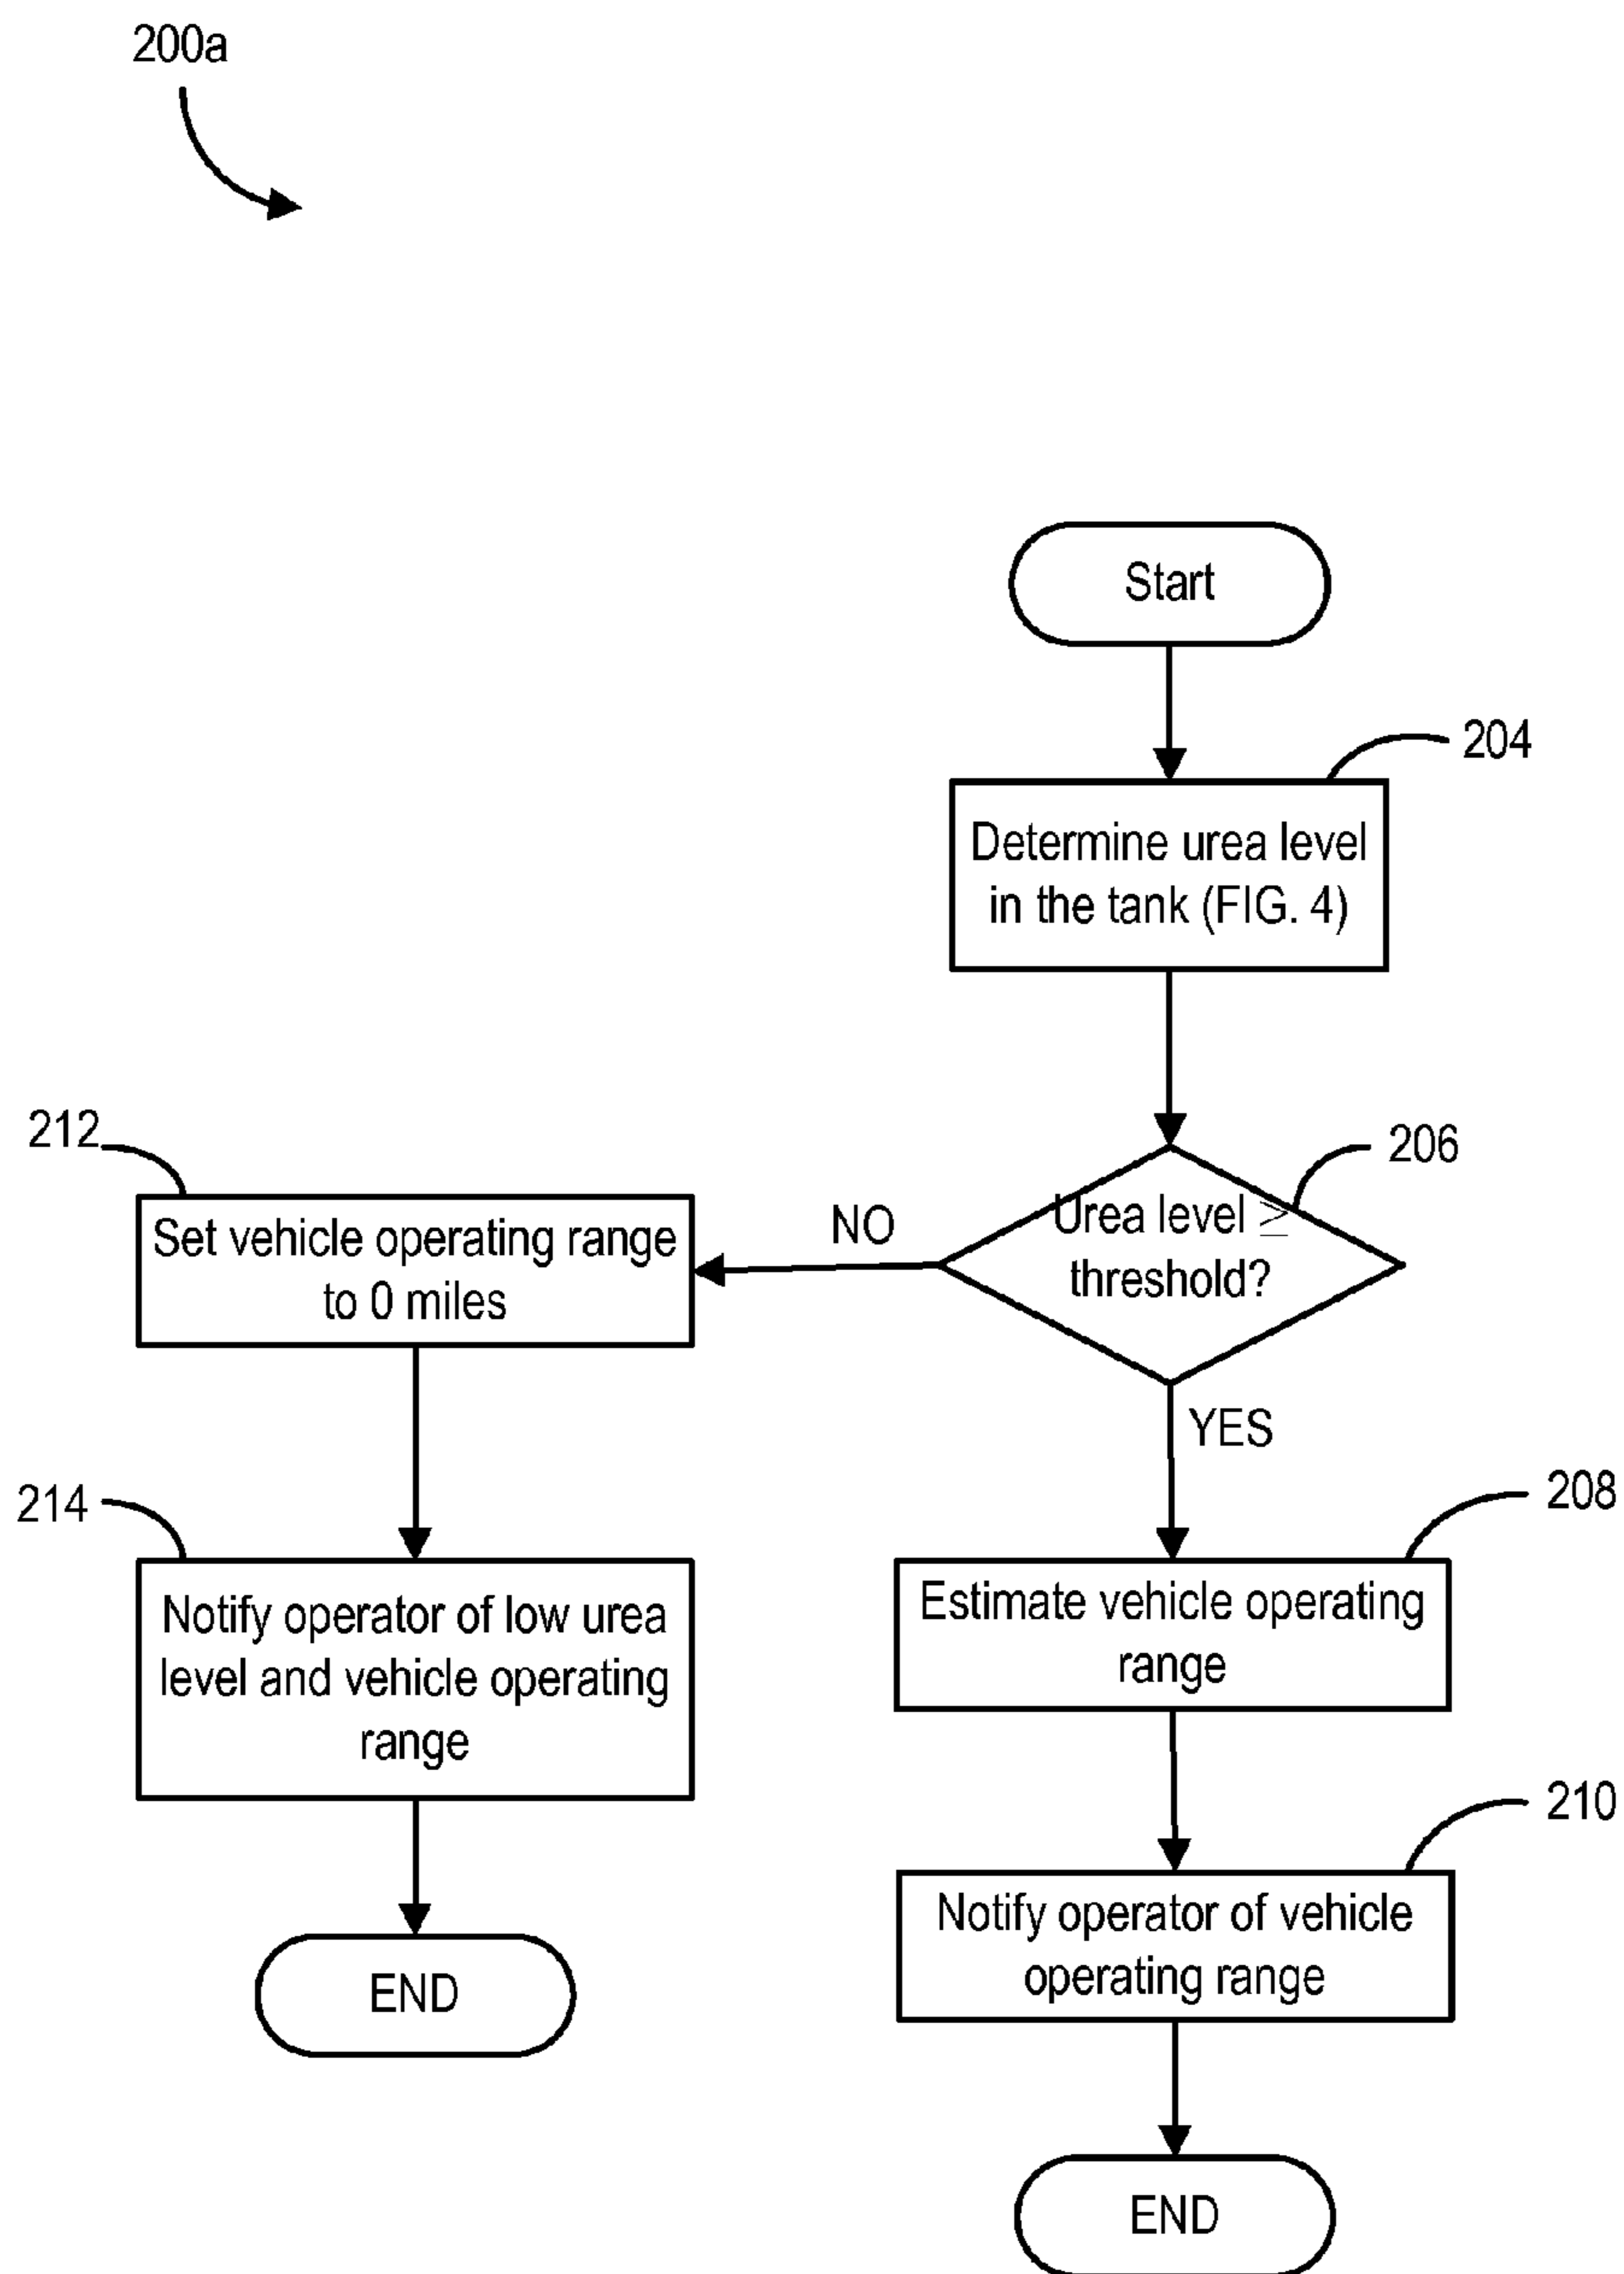 200a
Start
204
Determine urea level
in the tank (FIG. 4)
206
Urea level ≥
threshold?
NO
212
Set vehicle operating range
to 0 miles
YES
214
Notify operator of low urea
level and vehicle operating
range
208
Estimate vehicle operating
range
210
Notify operator of vehicle
operating range
END
END